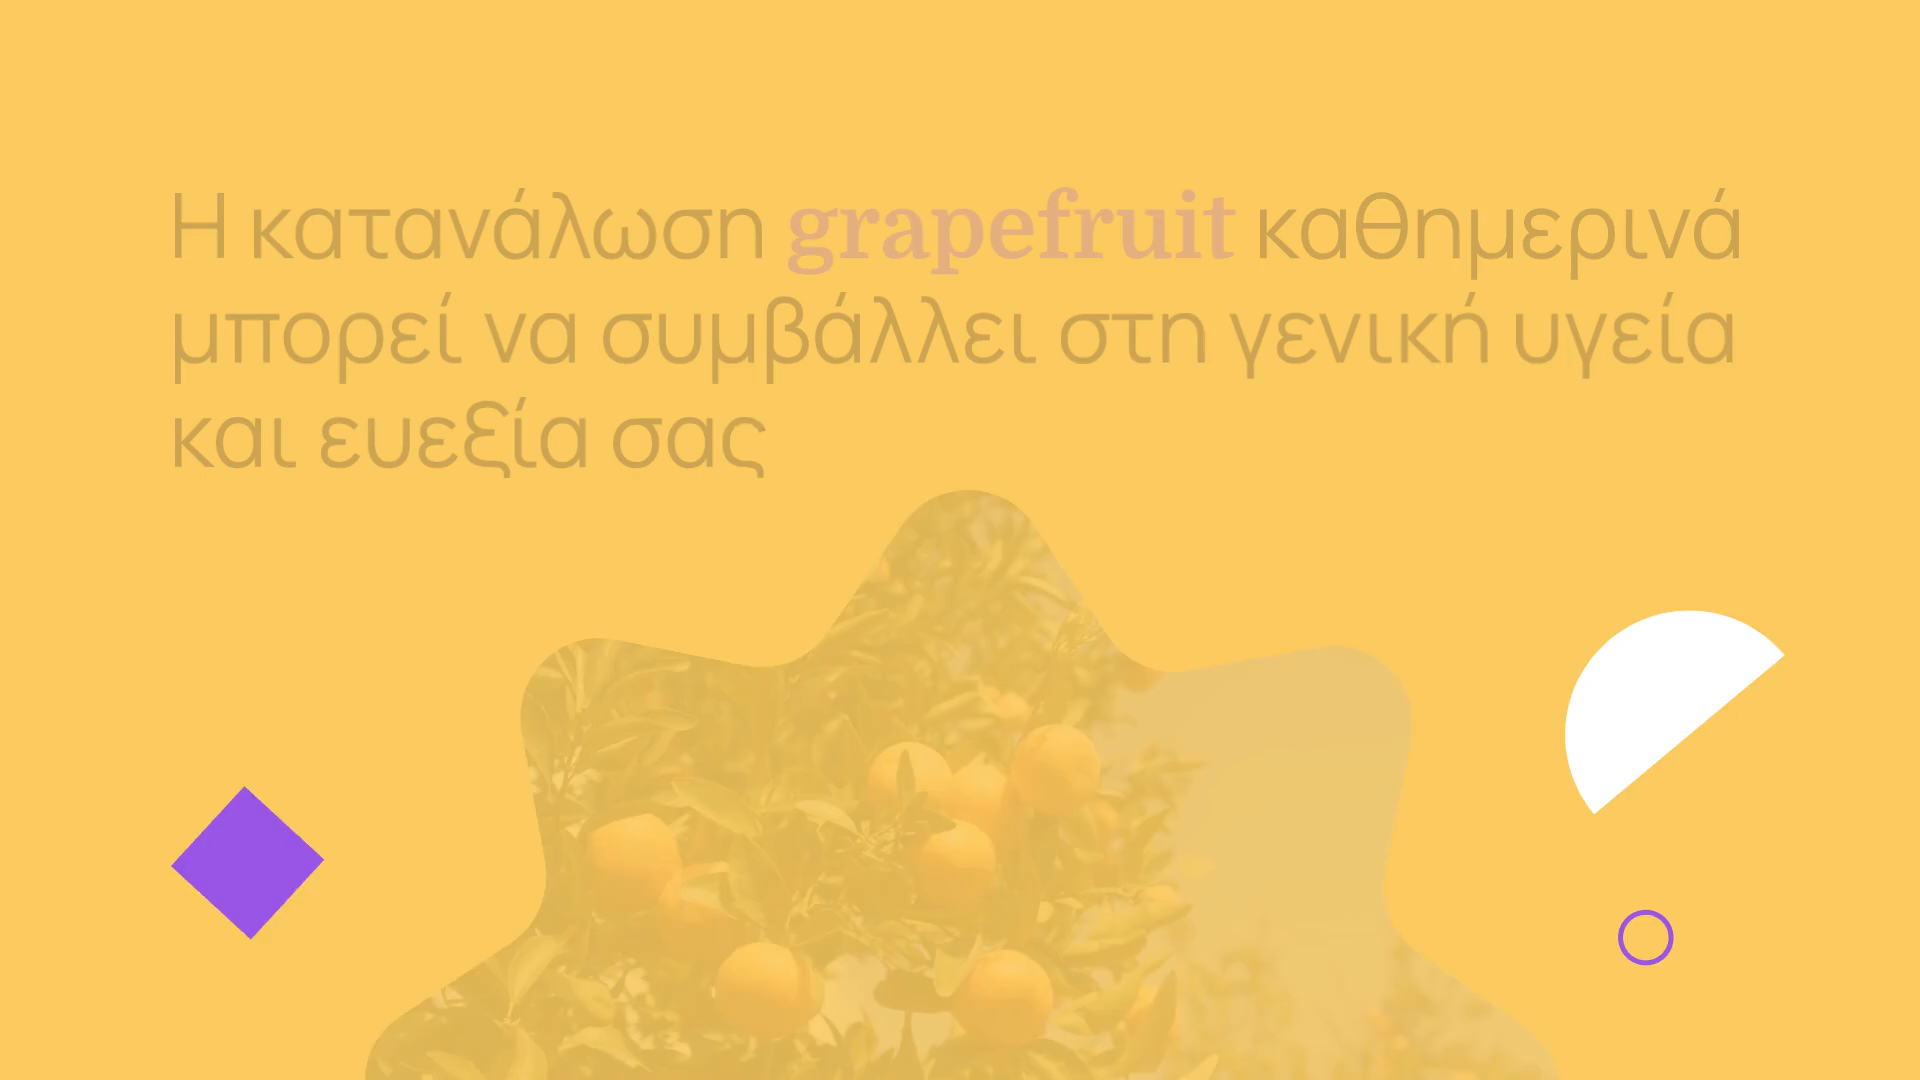 Η κατανάλωση grapefruit καθημερινά
μπορεί να συμβάλλει στη γενική υγεία
και ευεξία σας